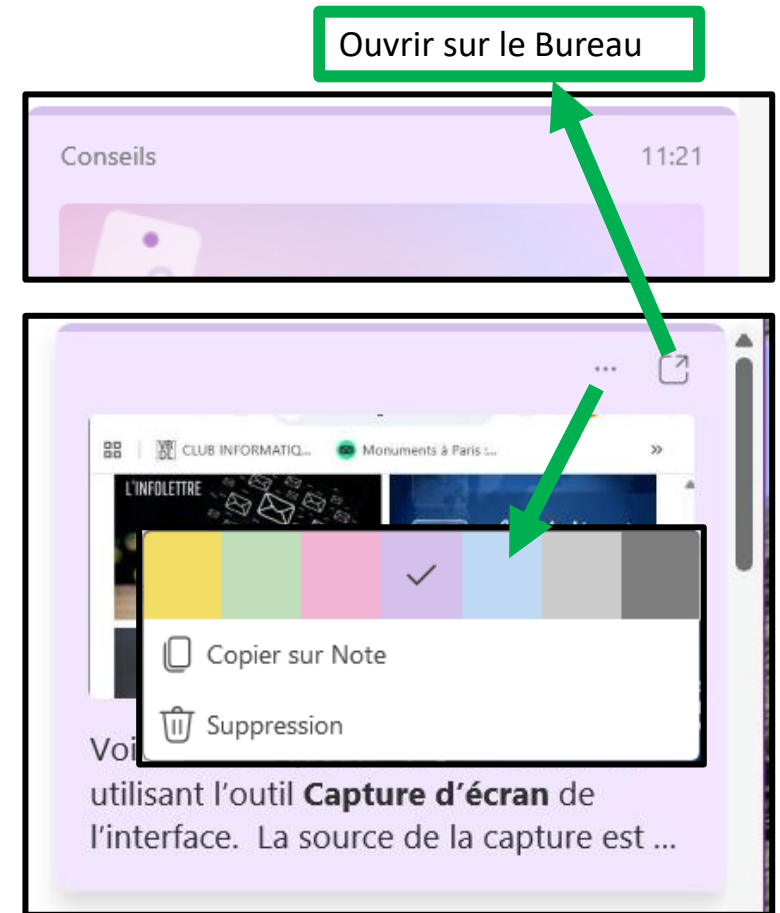 Ouvrir sur le Bureau
Conseils 11:21
...
CLUB INFORMATIQ... Monuments à Paris :... »
L'INFOLETTRE
Copier sur Note
Suppression
Voi
utilisant l'outil Capture d'écran de
l'interface. La source de la capture est ...